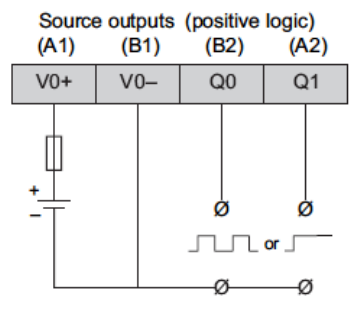 Source outputs (positive logic)
(A1) (B1) (B2) (A2)
V0+ V0– Q0 Q1
+
–
or